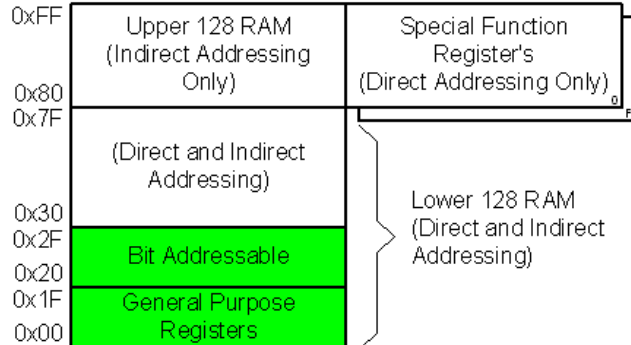 0xFF
Upper 128 RAM
(Indirect Addressing
Only)
0x80
Special Function
Register's
(Direct Addressing Only)
0
F
0x7F
(Direct and Indirect
Addressing)
0x30
Lower 128 RAM
(Direct and Indirect
Addressing)
0x2F
Bit Addressable
0x20
0x1F
General Purpose
Registers
0x00